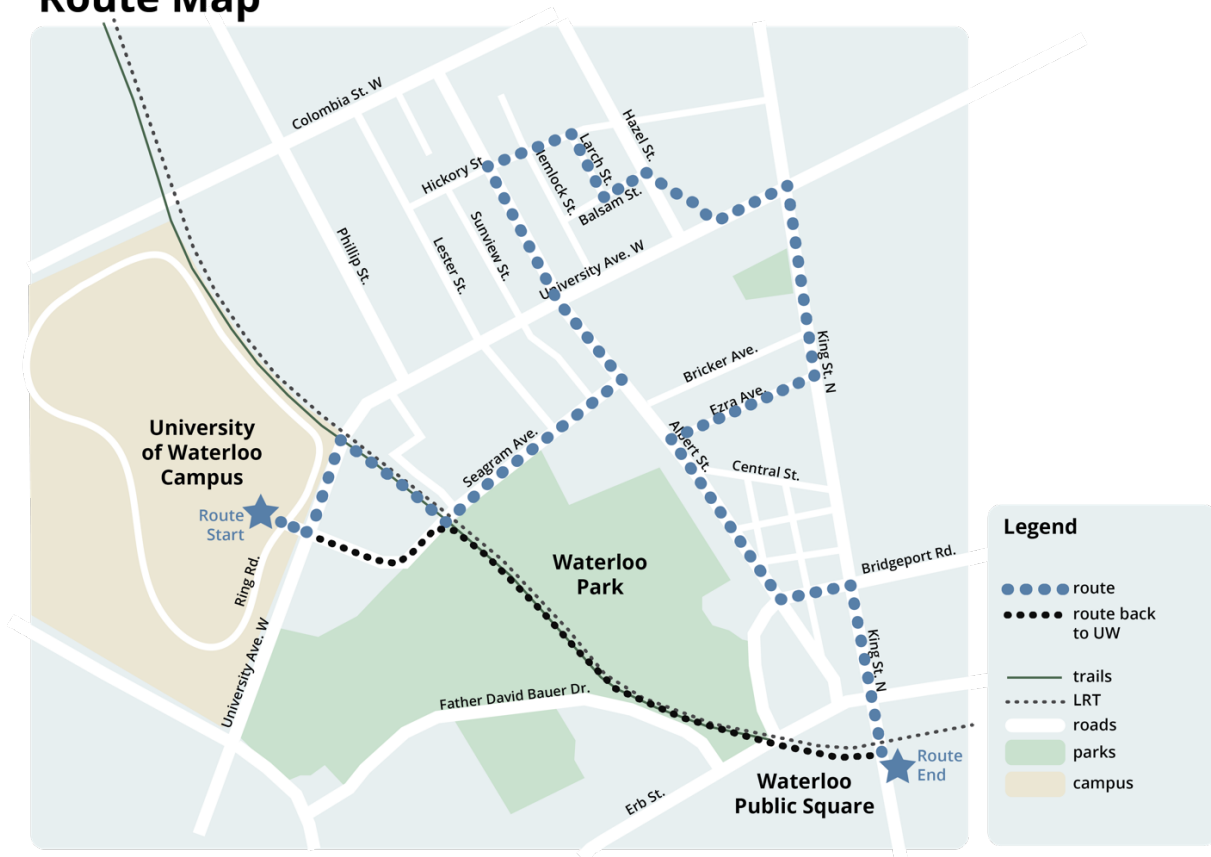 Route Map
Colombia St. W
Hazel St.
Larch St.
Hickory St.
Hemlock St.
Balsam St.
Sunview St.
Phillip St.
Lester St.
University Ave. W
King St. N
Bricker Ave.
Ezra Ave.
Albert St.
Seagram Ave.
Central St.
University
of Waterloo
Campus
Route
Start
Ring Rd.
Waterloo
Park
Bridgeport Rd.
King St. N
University Ave. W
Father David Bauer Dr.
Route
End
Waterloo
Public Square
Erb St.
Legend
route
route back
to UW
trails
LRT
roads
parks
campus